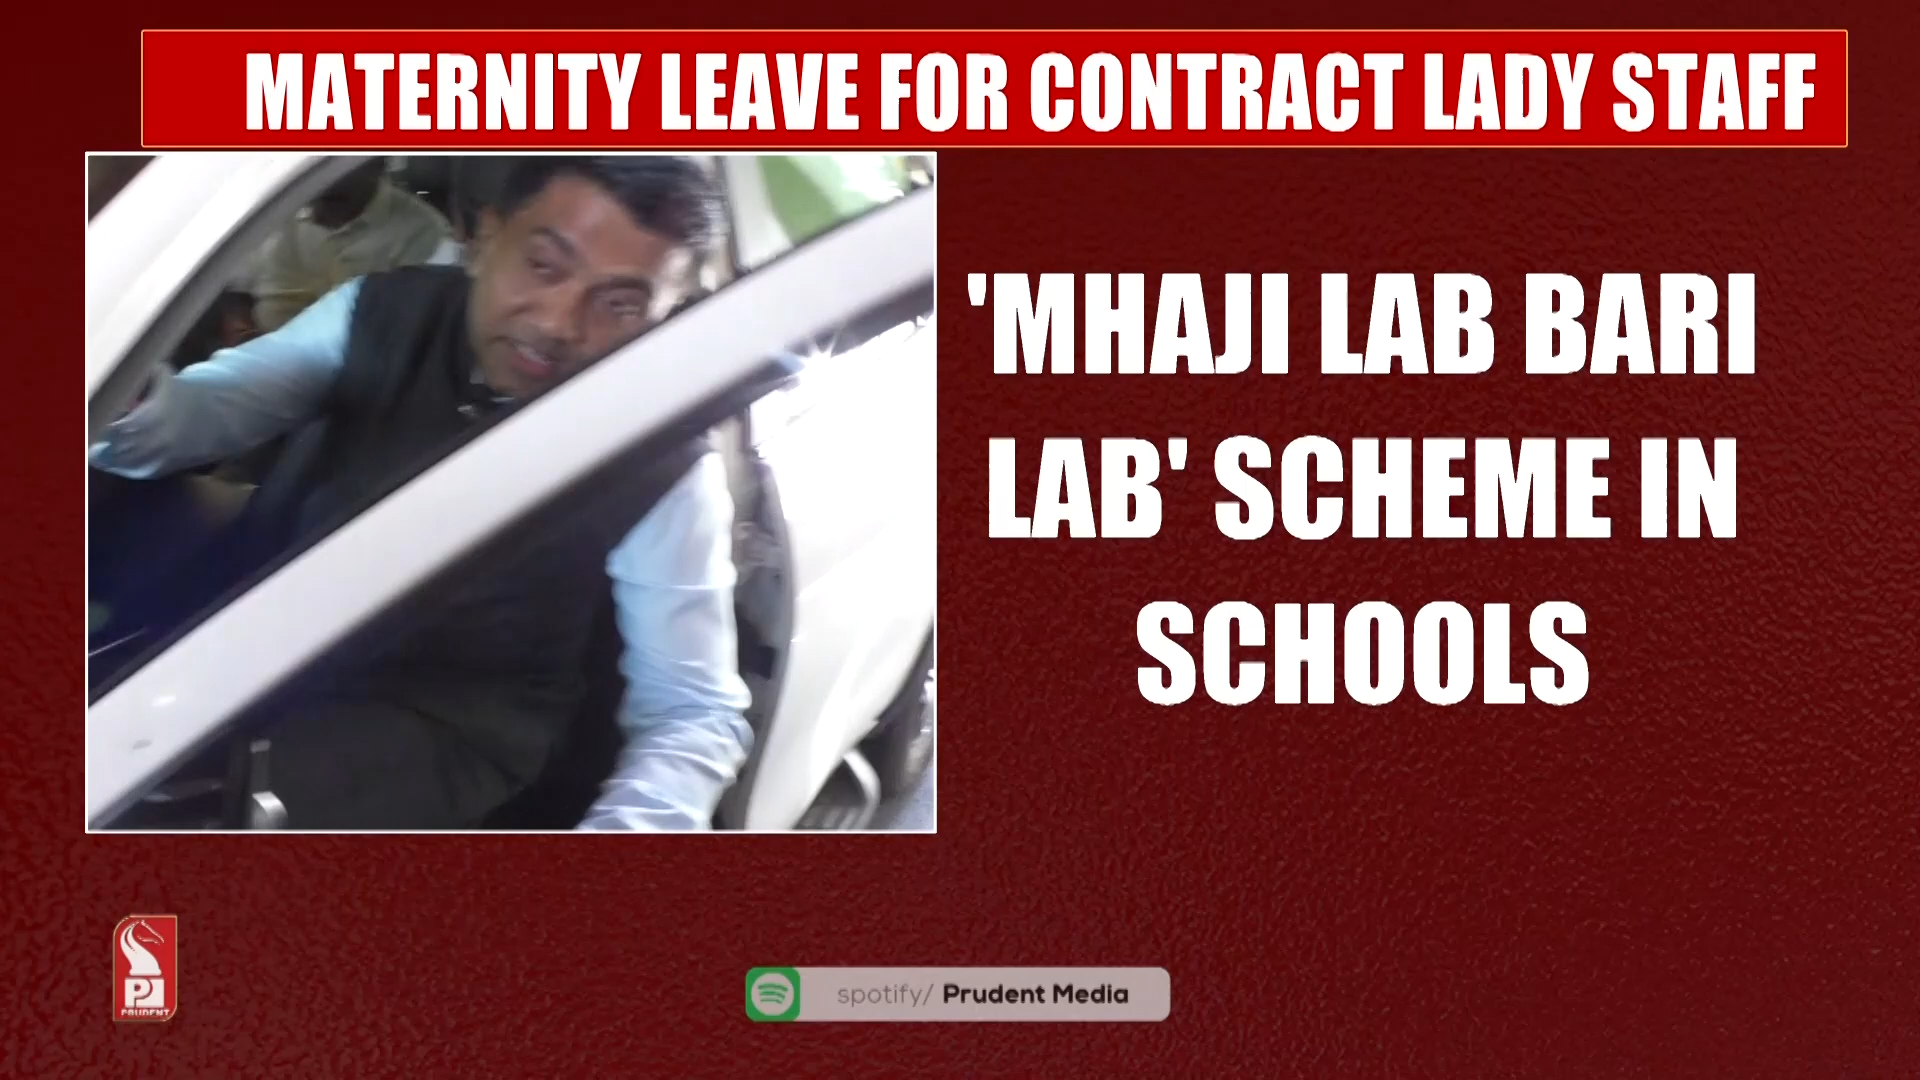 MATERNITY LEAVE FOR CONTRACT LADY STAFF
'MHAJI LAB BARI
LAB' SCHEME IN
SCHOOLS
PRUDENT
spotify/ Prudent Media